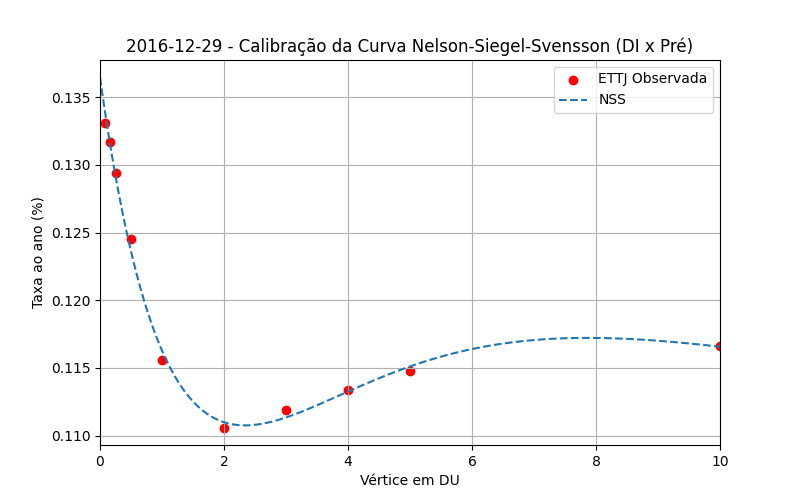 2016-12-29 - Calibração da Curva Nelson-Siegel-Svensson (DI x Pré)
ETTJ Observada
NSS
Taxa ao ano (%)
0.135
0.130
0.125
0.120
0.115
0.110
0 2 4 6 8 10
Vértice em DU